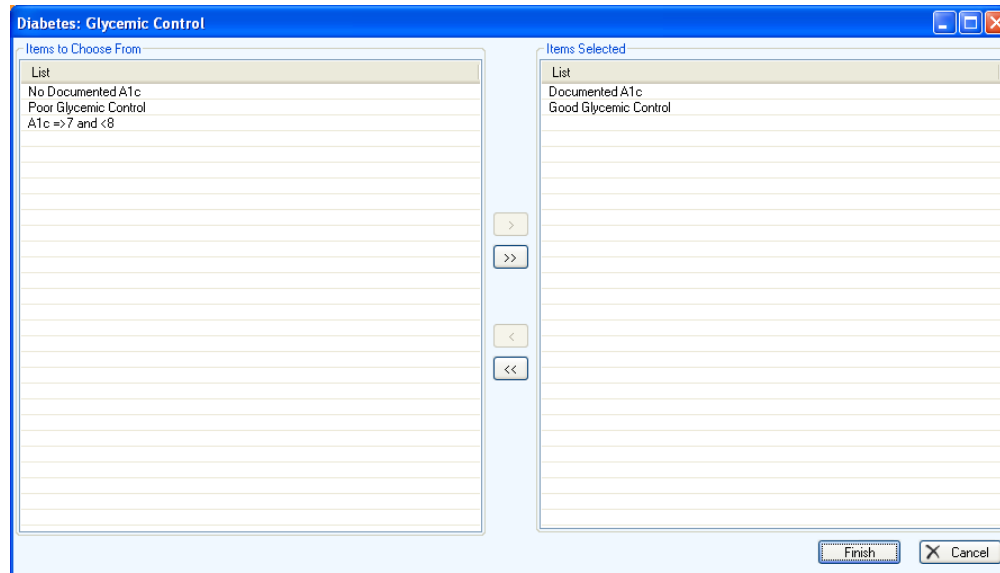 Diabetes: Glycemic Control
Items to Choose From
List
No Documented A1c
Poor Glycemic Control
A1c =>7 and <8
>
>>
<
<<
Items Selected
List
Documented A1c
Good Glycemic Control
Finish
Cancel